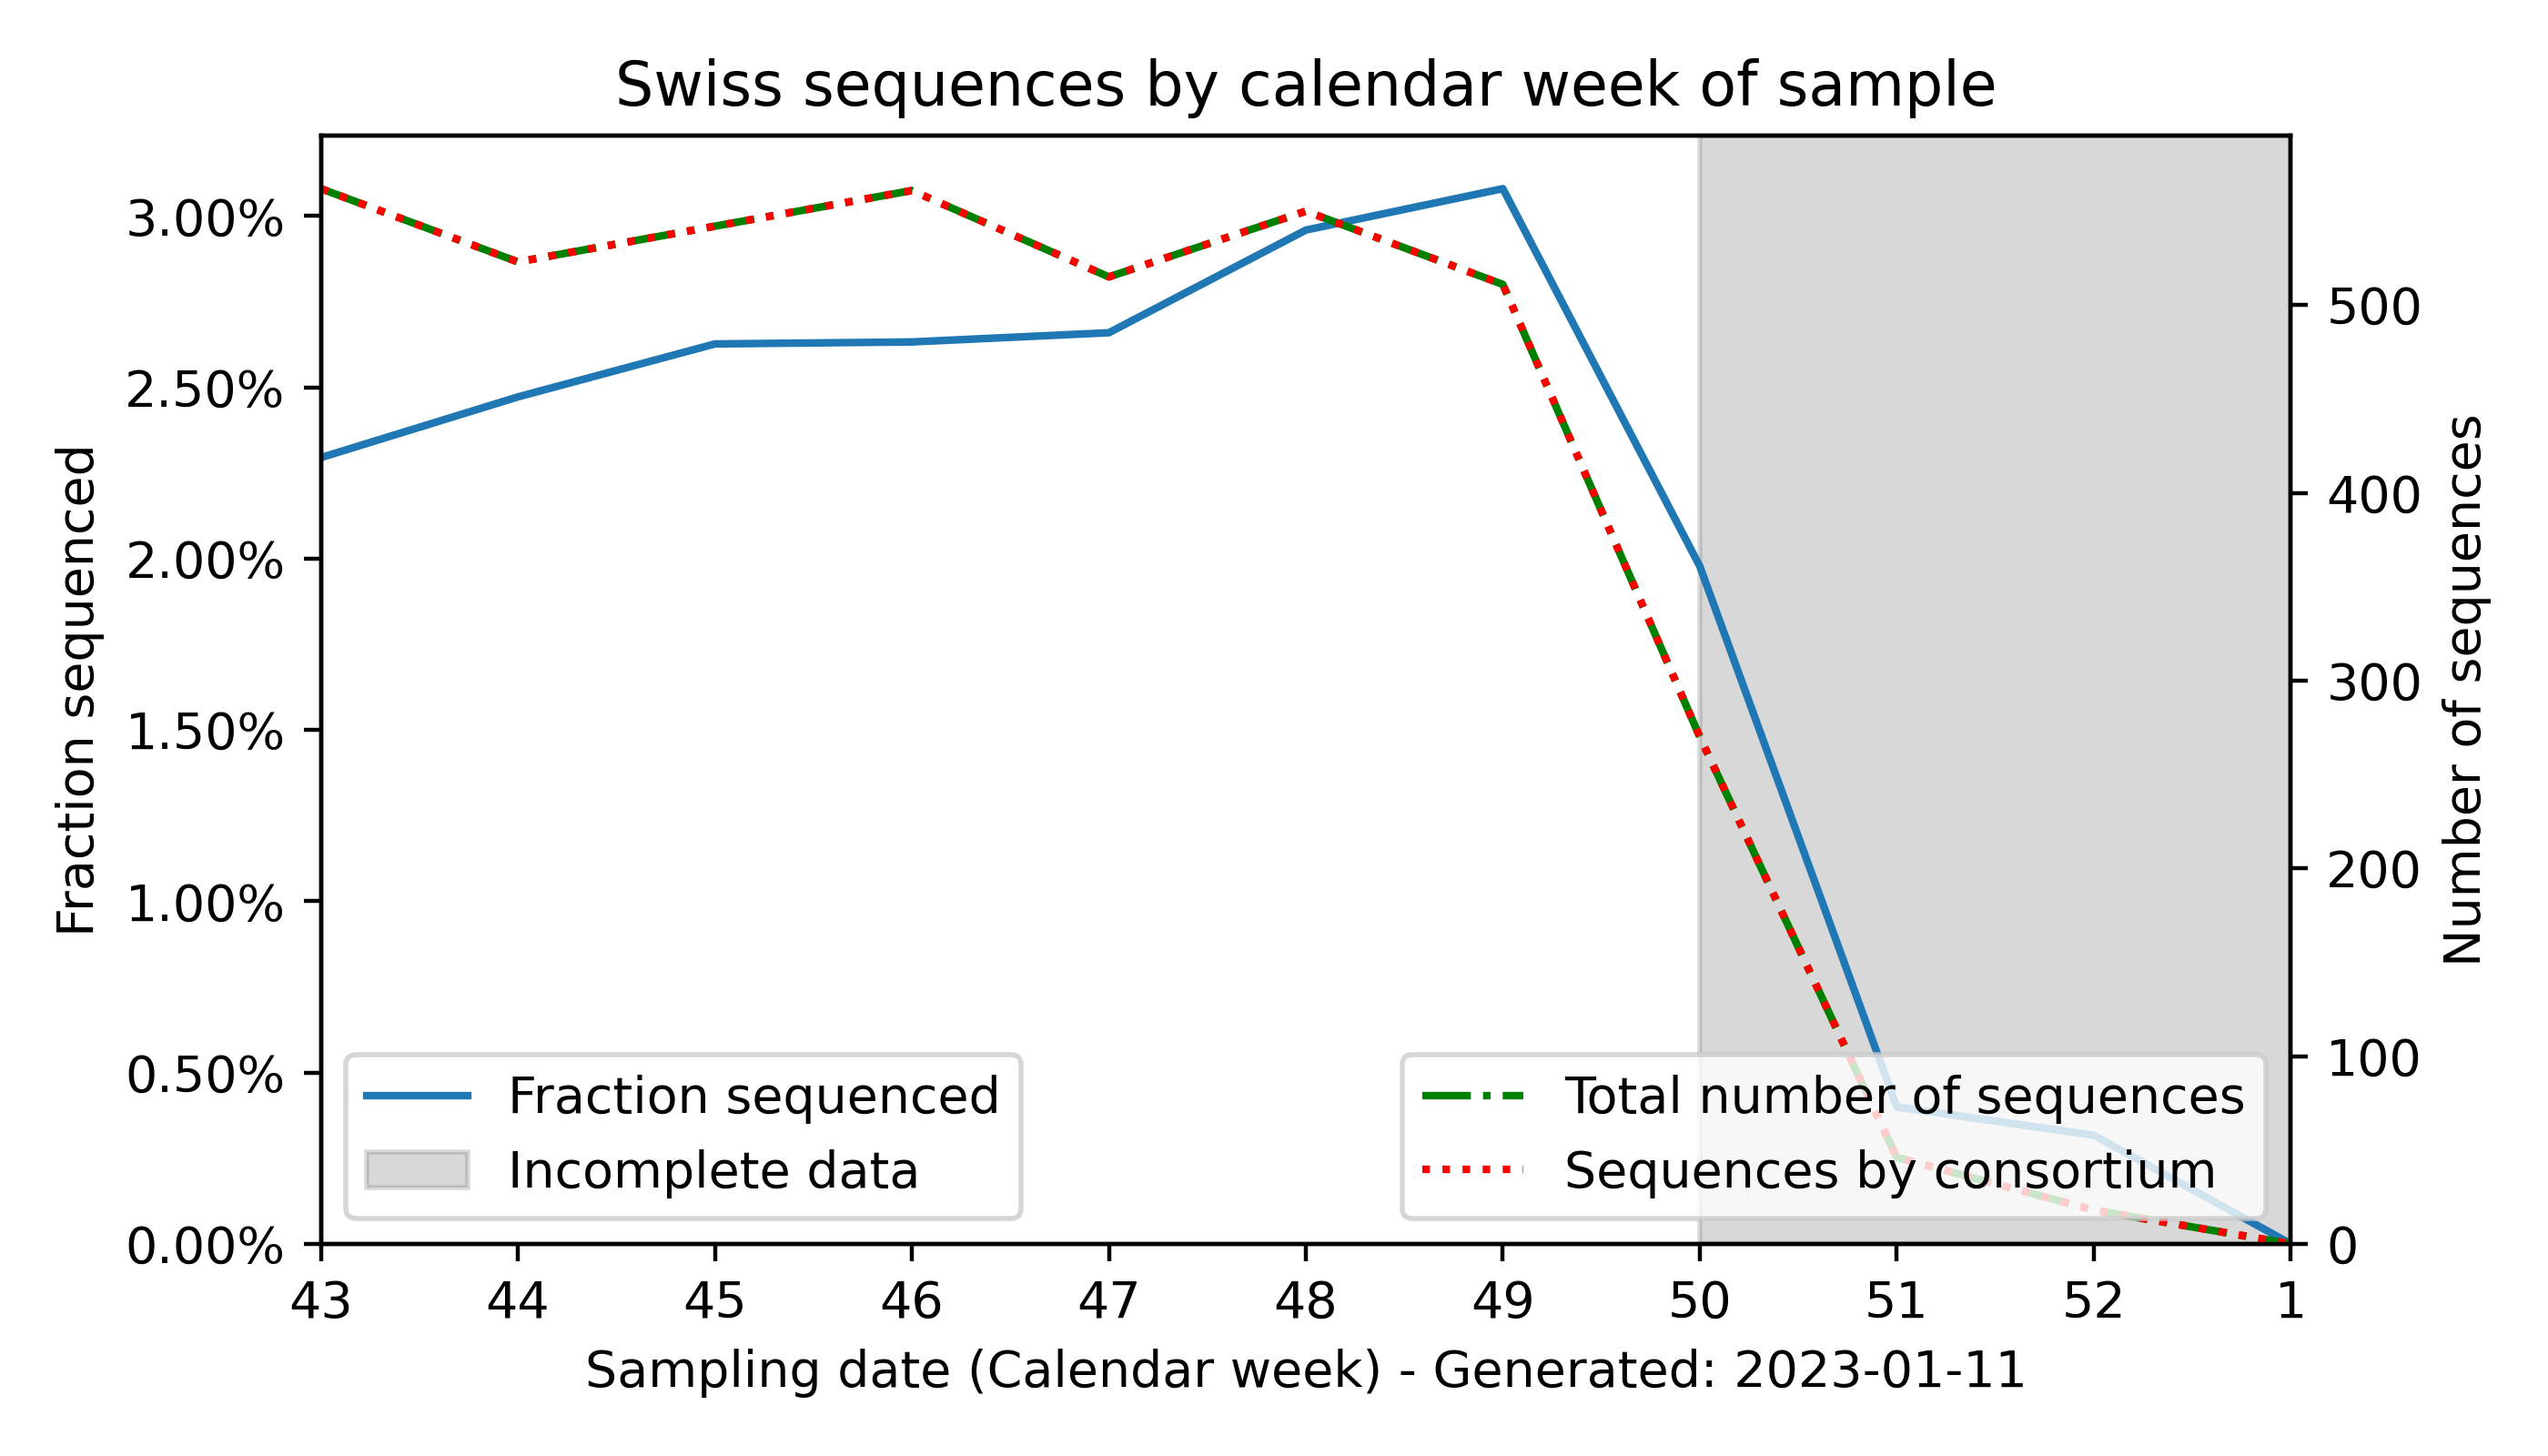 Swiss sequences by calendar week of sample
3.00%
2.50%
2.00%
1.50%
1.00%
0.50%
0.00%
Fraction sequenced
500
400
300
200
100
0
Number of sequences
Fraction sequenced
Incomplete data
Total number of sequences
Sequences by consortium
43 44 45 46 47 48 49 50 51 52 1
Sampling date (Calendar week) - Generated: 2023-01-11